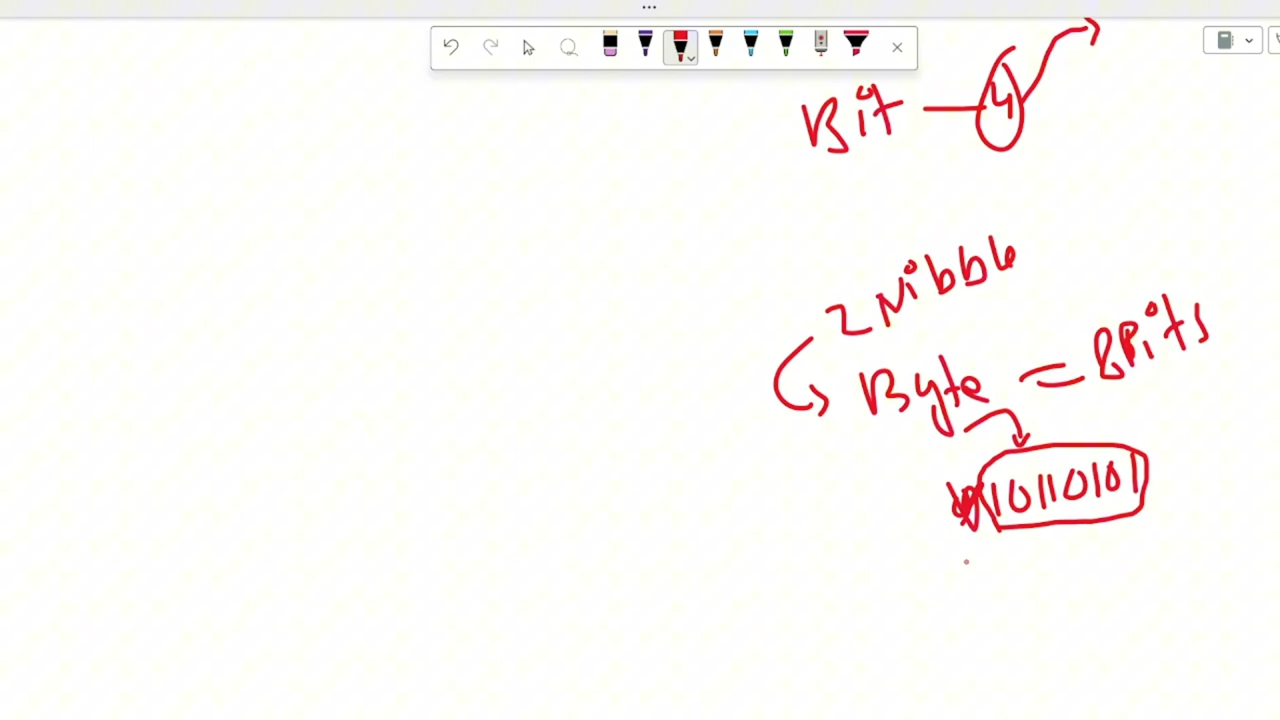 Bit — 4
2 Nibble
Byte = 8Bits
10110101